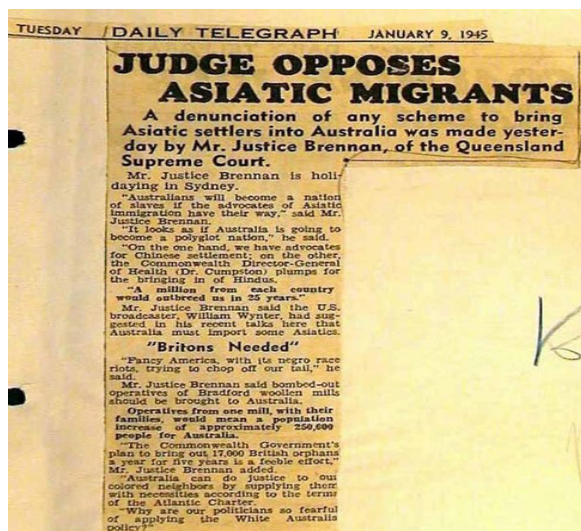 TUESDAY DAILY TELEGRAPH JANUARY 9, 1945
JUDGE OPPOSES
ASIATIC MIGRANTS
A denunciation of any scheme to bring
Asiatic settlers into Australia was made yester-
day by Mr. Justice Brennan, of the Queensland
Supreme Court.
Mr. Justice Brennan is holi-
daying in Sydney.
"Australians will become a nation
of slaves if the advocates of Asiatic
immigration have their way," said Mr.
Justice Brennan.
"It looks as if Australia is going to
become a polyglot nation," he said.
"On the one hand, we have advocates
for Chinese settlement; on the other,
the Commonwealth Director-General
of Health (Dr. Cumpston) plumps for
the bringing in of Hindus.
"A million from each country
would outbreed us in 25 years."
Mr. Justice Brennan said the U.S.
broadcaster, William Wynter, had sug-
gested in his recent talks here that
Australia must import some Asiatics.
"Britons Needed"
"Fancy America, with its negro race
riots, trying to chop off our tail," he
said.
Mr. Justice Brennan said bombed-out
operatives of Bradford woollen mills
should be brought to Australia.
Operatives from one mill, with their
families, would mean a population
increase of approximately 250,000
people for Australia.
"The Commonwealth Government's
plan to bring out 17,000 British orphans
a year for five years is a feeble effort,"
Mr. Justice Brennan added.
"Australia can do justice to our
colored neighbors by supplying them
with necessities according to the terms
of the Atlantic Charter.
"Why are our politicians so fearful
of applying the White Australia
policy?"